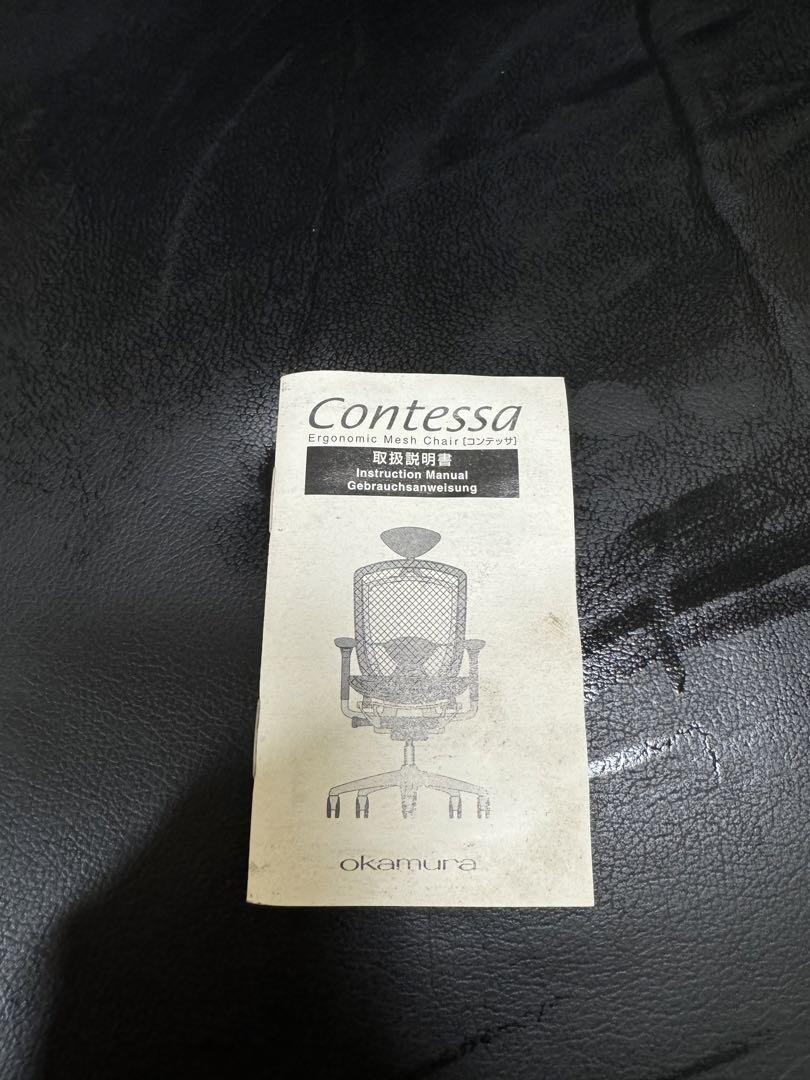 Contessa
Ergonomic Mesh Chair [コンテッサ]
取扱説明書
Instruction Manual
Gebrauchsanweisung
okamura